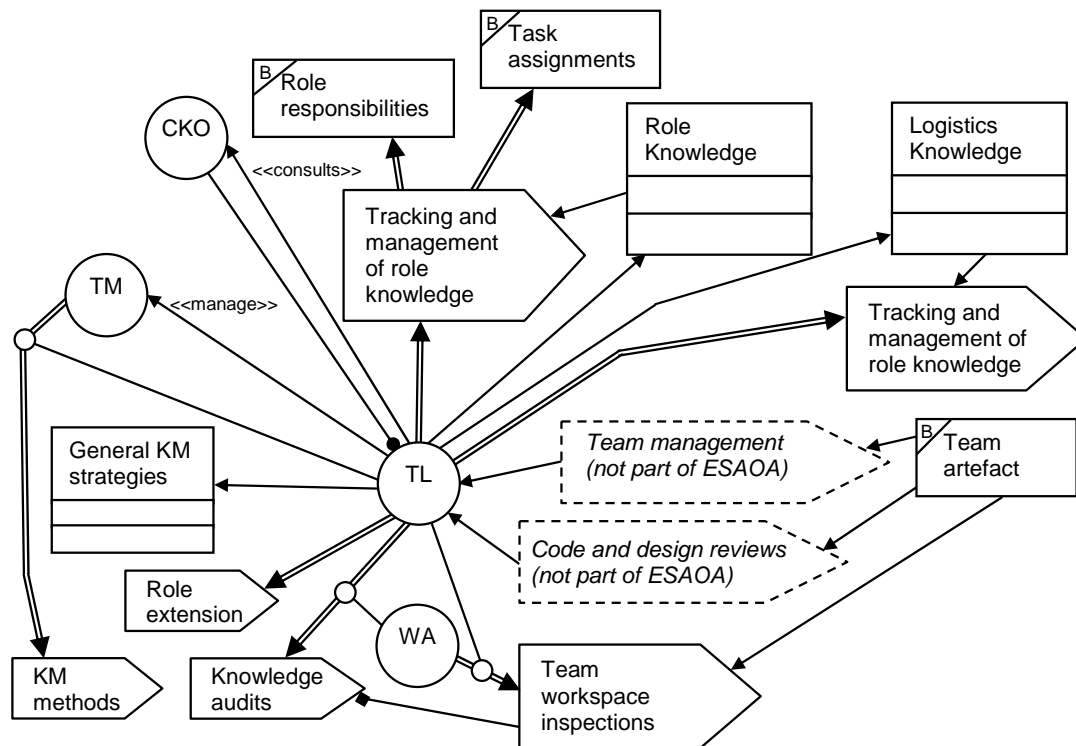 B
Task
assignments
B
Role
responsibilities
CKO
<<consults>>
Role
Knowledge
Logistics
Knowledge
Tracking and
management
of role
knowledge
TM
<<manage>>
Tracking and
management of
role knowledge
General KM
strategies
TL
Team management
(not part of ESAOA)
B
Team
artefact
Code and design reviews
(not part of ESAOA)
Role
extension
WA
KM
methods
Knowledge
audits
Team
workspace
inspections